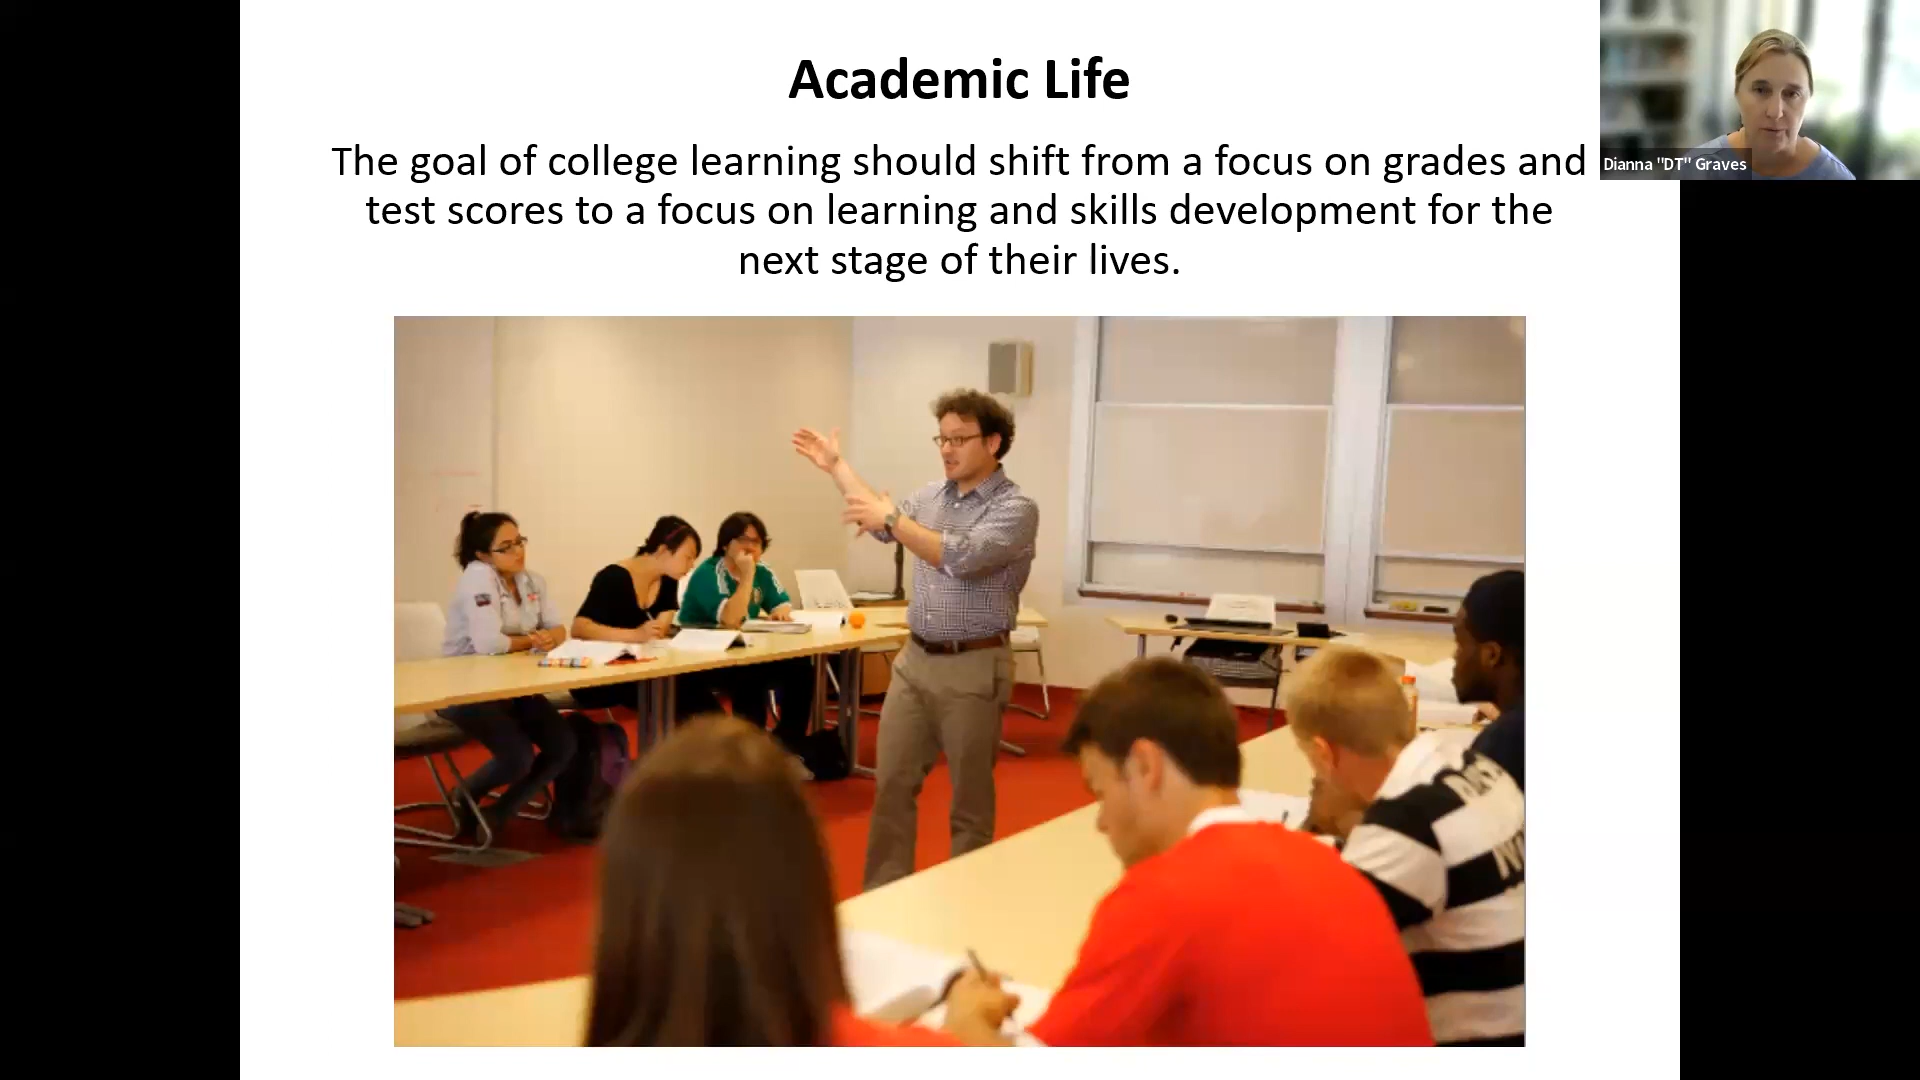 Academic Life
The goal of college learning should shift from a focus on grades and
test scores to a focus on learning and skills development for the
next stage of their lives.
Dianna "DT" Graves